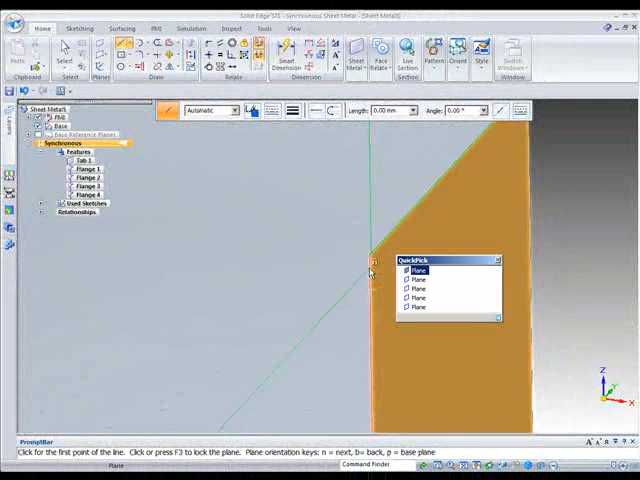 Solid Edge ST5 - Synchronous Sheet Metal - [Sheet Metal5]
Home Sketching Surfacing PMI Simulation Inspect Tools View
Paste Select Smart Dimension Sheet Metal Face Relate Live Section Pattern Orient Style Switch Windows
Clipboard Select Planes Draw Relate Dimension Section Window
Automatic Length: 0.00 mm Angle: 0.00 °
Layers
Sheet Metal5
PMI
Base
Base Reference Planes
Synchronous
Features
Tab 1
Flange 1
Flange 2
Flange 3
Flange 4
Used Sketches
Relationships
QuickPick
Plane
Plane
Plane
Plane
Plane
Z
Y
X
PromptBar
Click for the first point of the line. Click or press F3 to lock the plane. Plane orientation keys: n = next, b= back, p = base plane
Plane
Command Finder